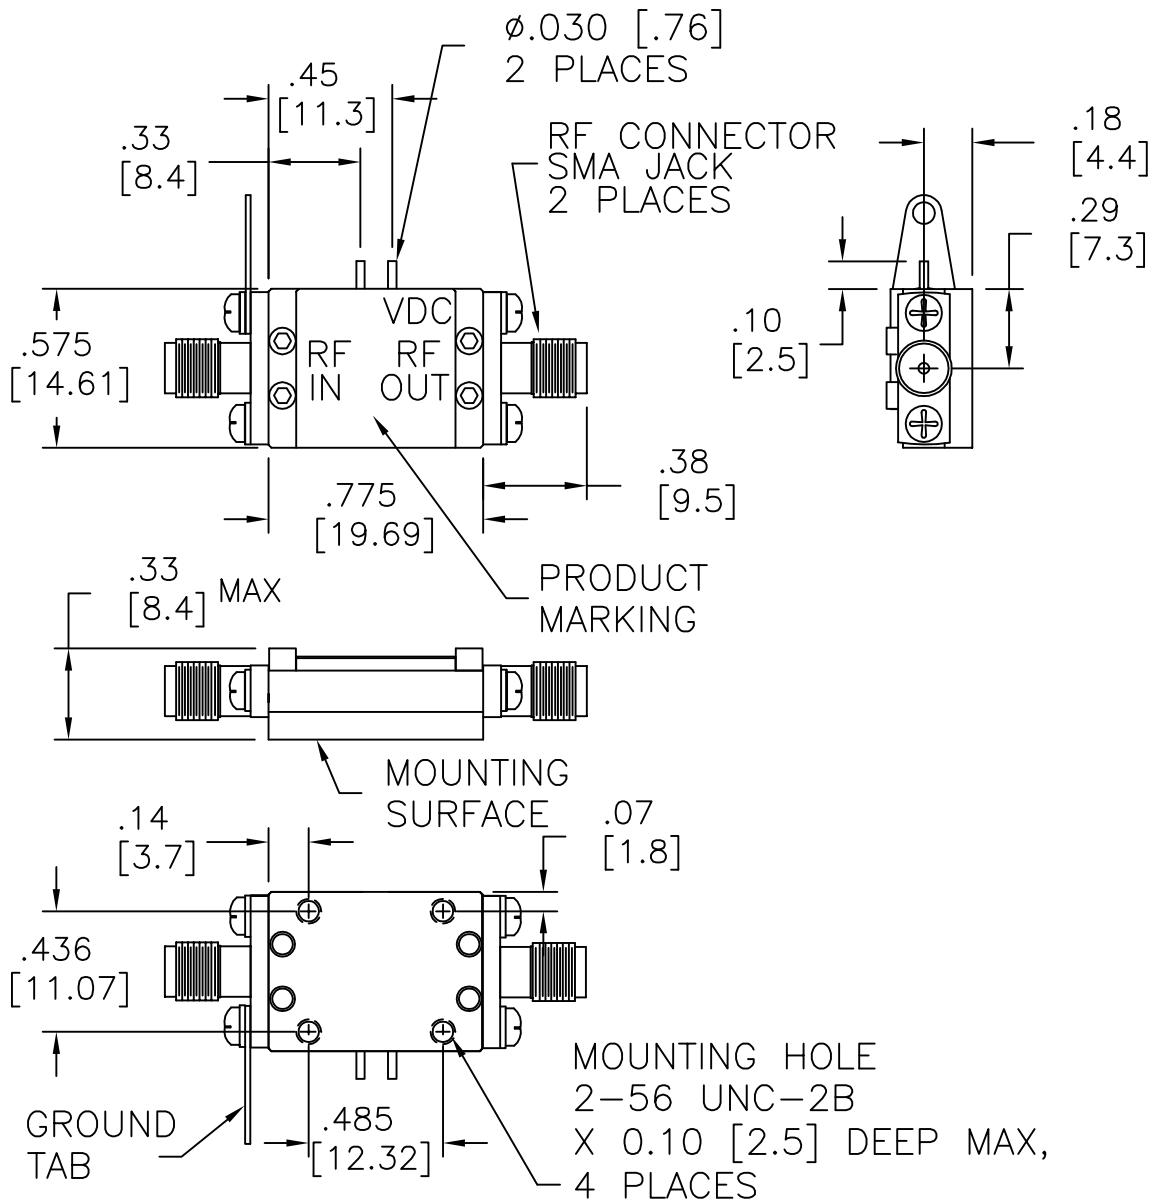 ø.030 [.76]
2 PLACES
.45
[11.3]
.33
[8.4]
RF CONNECTOR
SMA JACK
2 PLACES
.18
[4.4]
.29
[7.3]
.10
[2.5]
VDC
RF
IN
RF
OUT
.575
[14.61]
.38
[9.5]
.775
[19.69]
PRODUCT
MARKING
.33
[8.4] MAX
MOUNTING
SURFACE
.14
[3.7]
.07
[1.8]
.436
[11.07]
GROUND
TAB
.485
[12.32]
MOUNTING HOLE
2-56 UNC-2B
X 0.10 [2.5] DEEP MAX,
4 PLACES